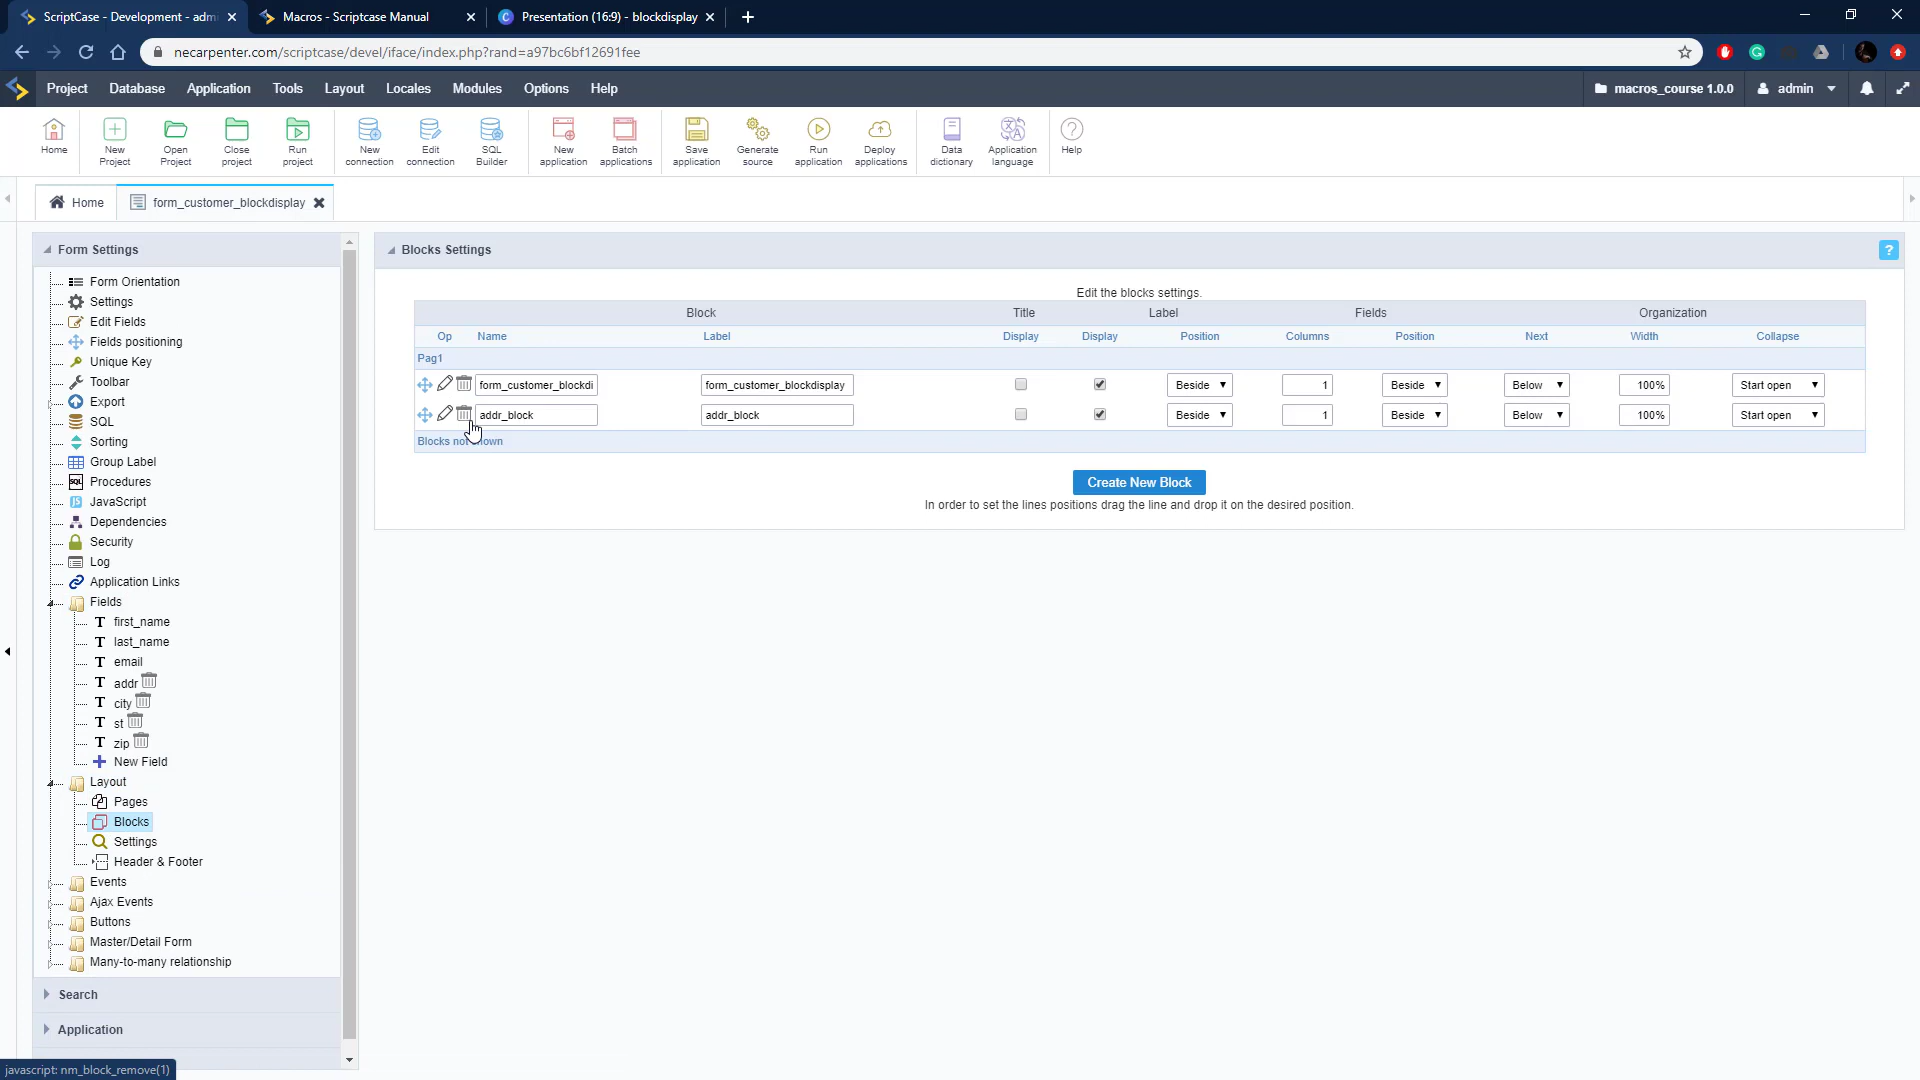 ScriptCase - Development - admi
Macros - Scriptcase Manual
Presentation (16:9) - blockdisplay
necarpenter.com/scriptcase/devel/iface/index.php?rand=a97bc6bf12691fee
Project Database Application Tools Layout Locales Modules Options Help
macros_course 1.0.0 admin
Home
New Project
Open Project
Close project
Run project
New connection
Edit connection
SQL Builder
New application
Batch applications
Save application
Generate source
Run application
Deploy applications
Data dictionary
Application language
Help
Home form_customer_blockdisplay
Form Settings
Form Orientation
Settings
Edit Fields
Fields positioning
Unique Key
Toolbar
Export
SQL
Sorting
Group Label
Procedures
JavaScript
Dependencies
Security
Log
Application Links
Fields
first_name
last_name
email
addr
city
st
zip
New Field
Layout
Pages
Blocks
Settings
Header & Footer
Events
Ajax Events
Buttons
Master/Detail Form
Many-to-many relationship
Search
Application
Blocks Settings ?
Edit the blocks settings.
Block Title Label Fields Organization
Op Name Label Display Display Position Columns Position Next Width Collapse
Pag1
form_customer_blockdi form_customer_blockdisplay Beside 1 Beside Below 100% Start open
addr_block addr_block Beside 1 Beside Below 100% Start open
Blocks not
Create New Block
In order to set the lines positions drag the line and drop it on the desired position.
javascript: nm_block_remove(1)